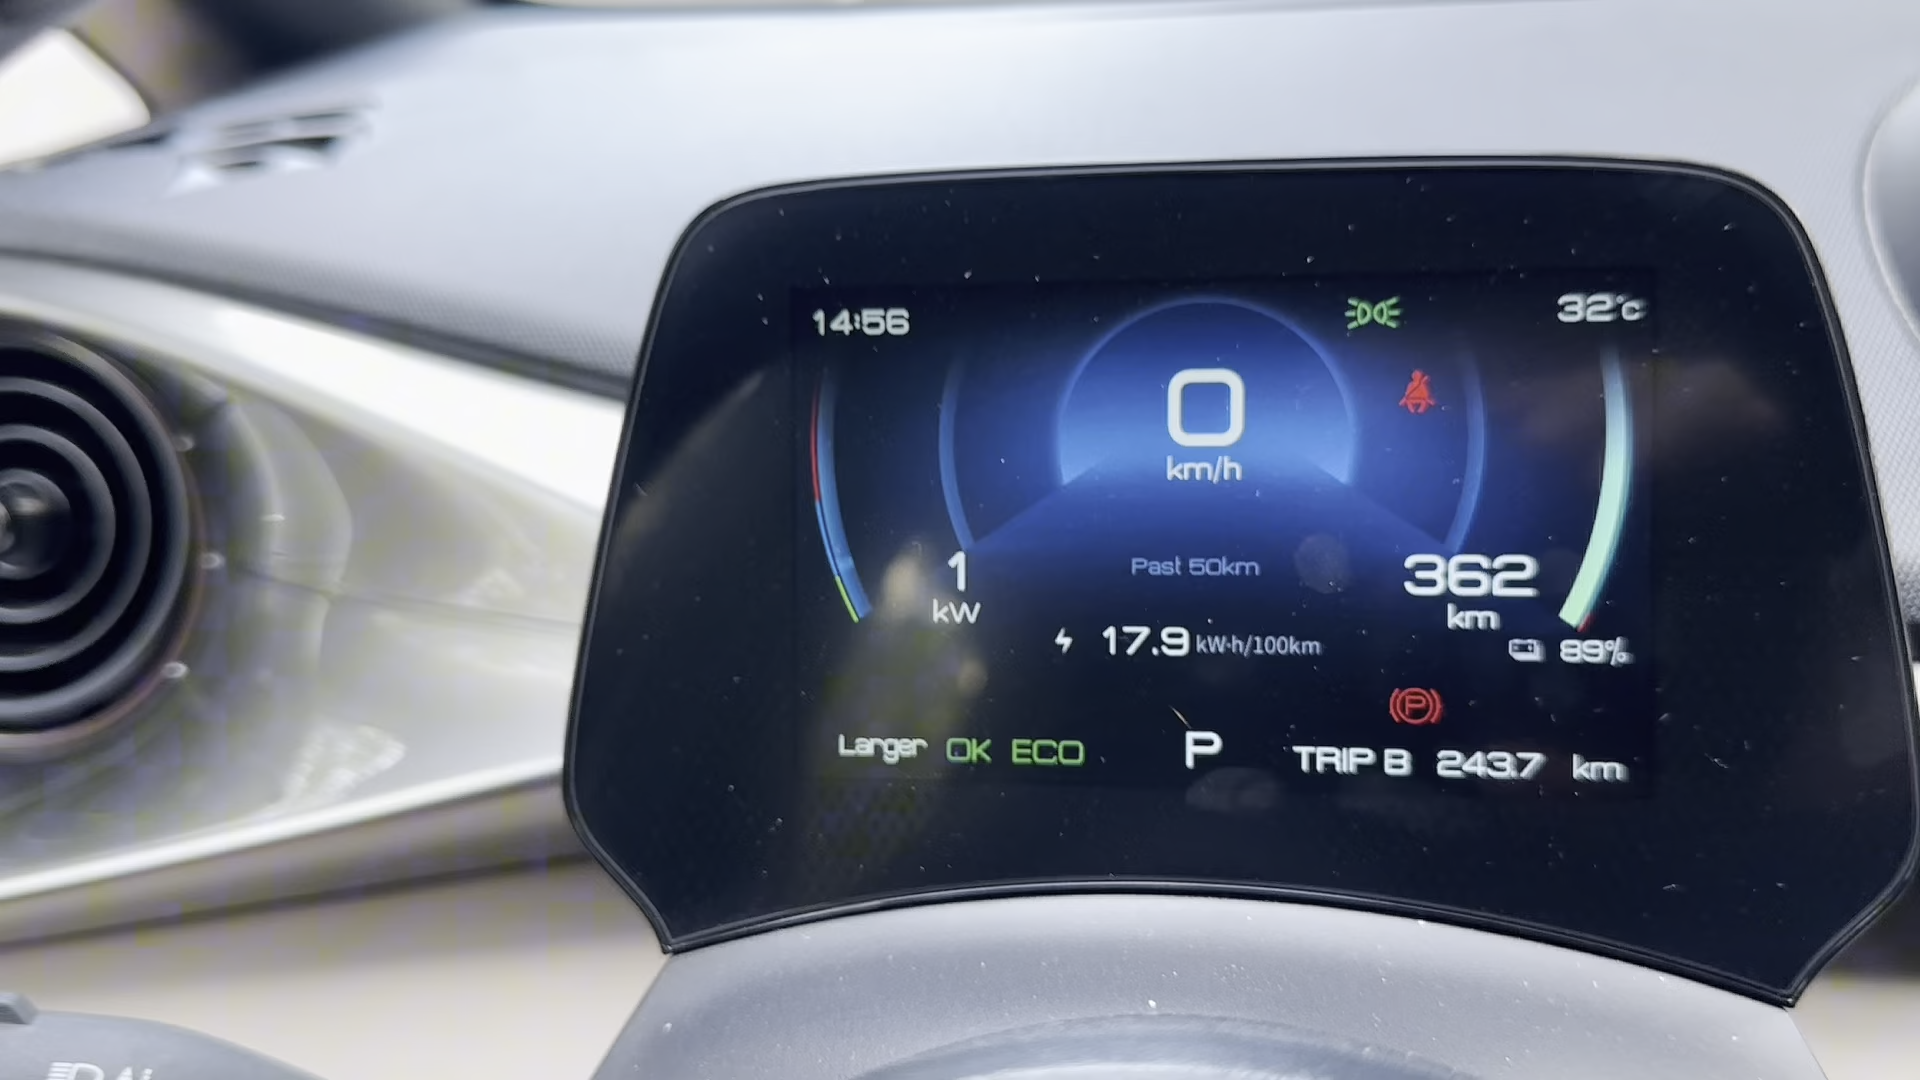 14:56
32°C
0
km/h
1
kW
Past 50km
362
km
17.9 kW·h/100km
89%
Larger OK ECO
P
P
TRIP B 243.7 km